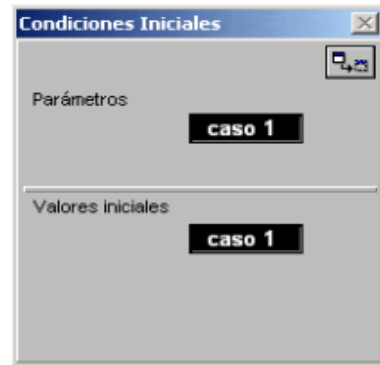 Condiciones Iniciales
Parámetros
caso 1
Valores iniciales
caso 1